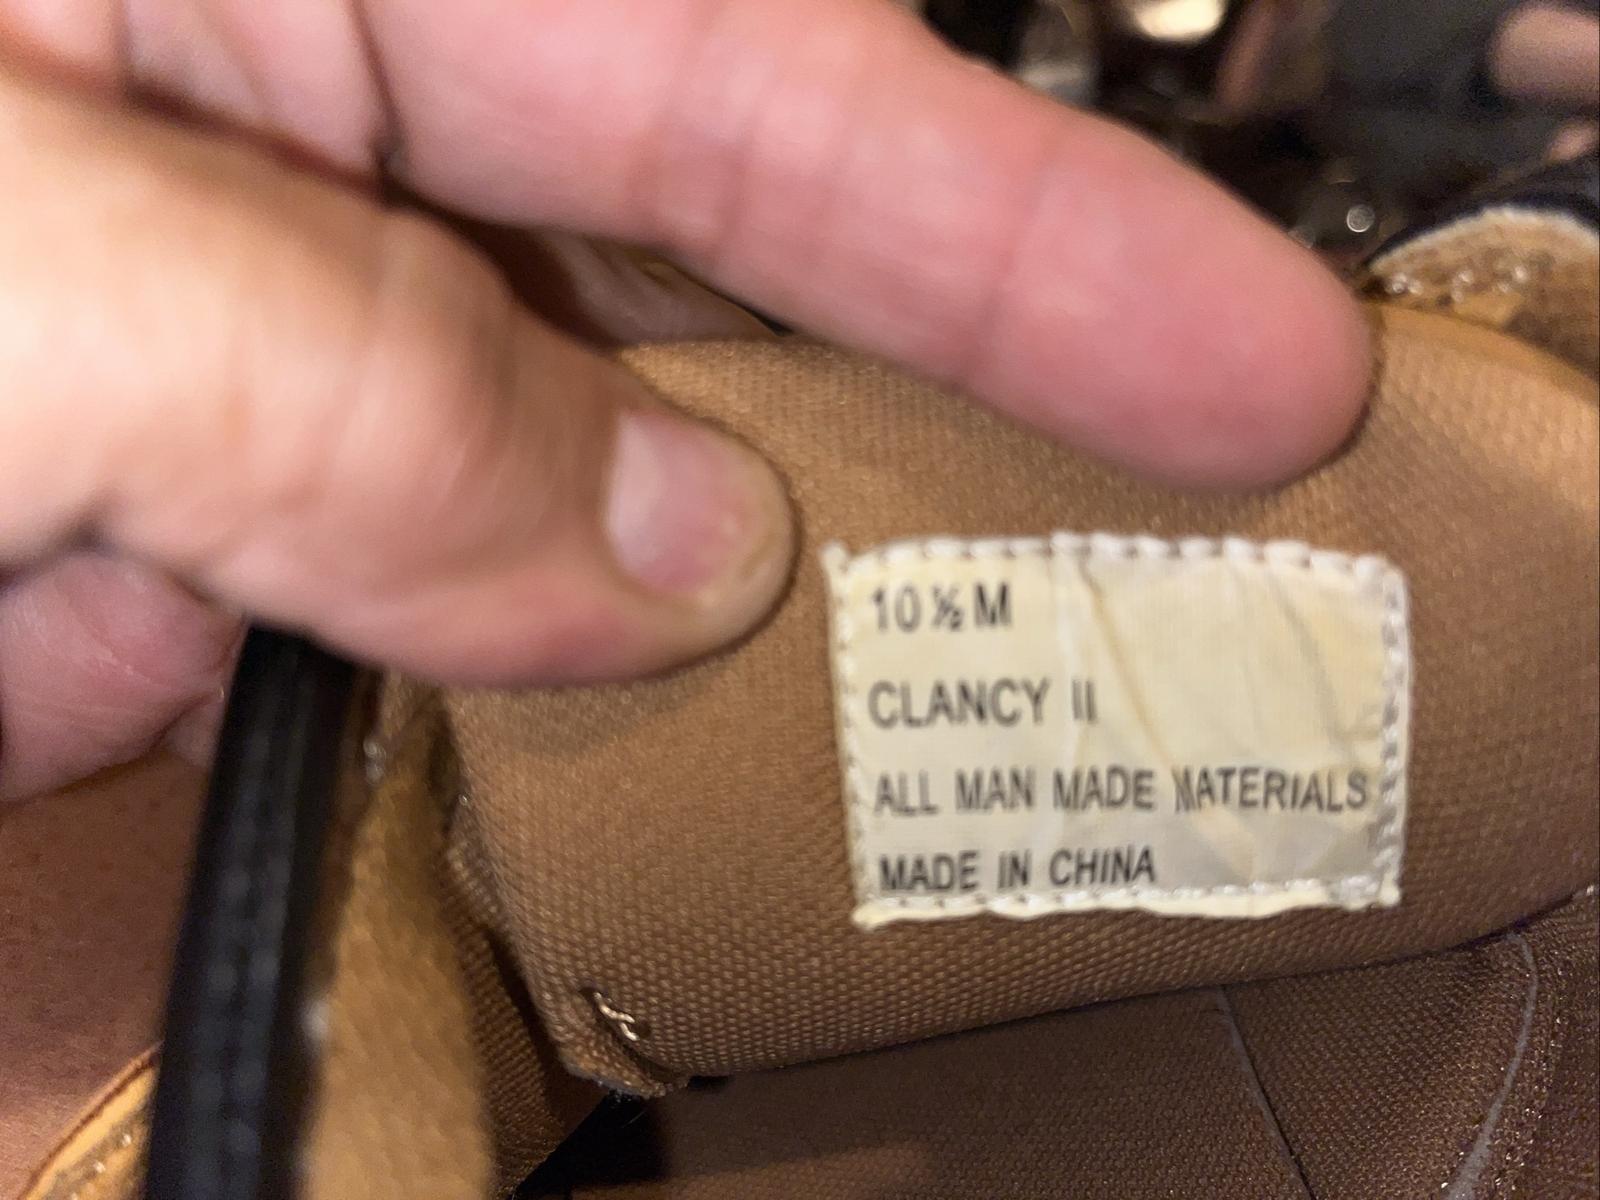 10 ½ M
CLANCY II
ALL MAN MADE MATERIALS
MADE IN CHINA